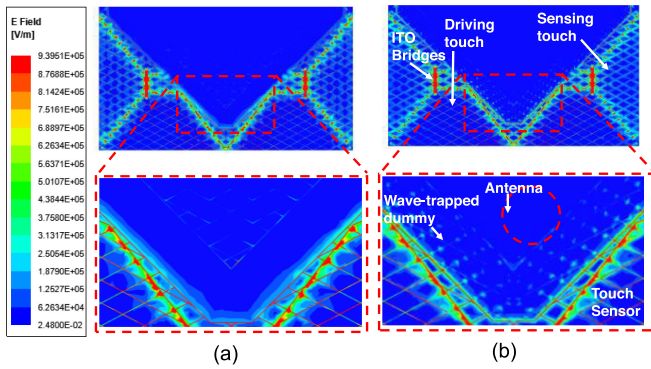 E Field
[V/m]
9.3951E+05
8.7688E+05
8.1424E+05
7.5161E+05
6.8897E+05
6.2634E+05
5.6371E+05
5.0107E+05
4.3844E+05
3.7580E+05
3.1317E+05
2.5054E+05
1.8790E+05
1.2527E+05
6.2634E+04
2.4800E-02
ITO
Bridges
Driving
touch
Sensing
touch
Wave-trapped
dummy
Antenna
Touch
Sensor
(a)
(b)